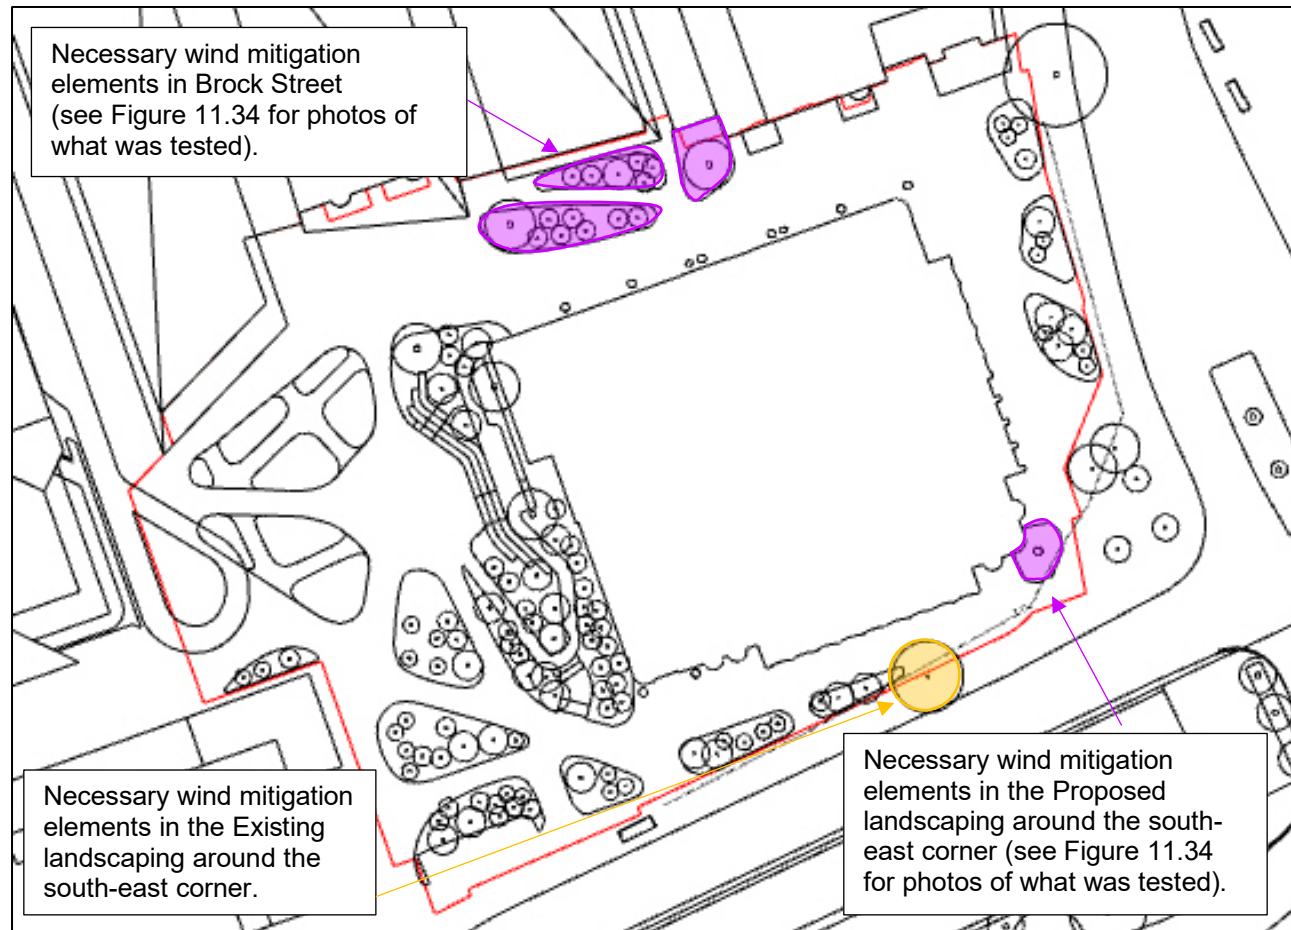 Necessary wind mitigation
elements in Brock Street
(see Figure 11.34 for photos of
what was tested).
Necessary wind mitigation
elements in the Existing
landscaping around the
south-east corner.
Necessary wind mitigation
elements in the Proposed
landscaping around the south-
east corner (see Figure 11.34
for photos of what was tested).